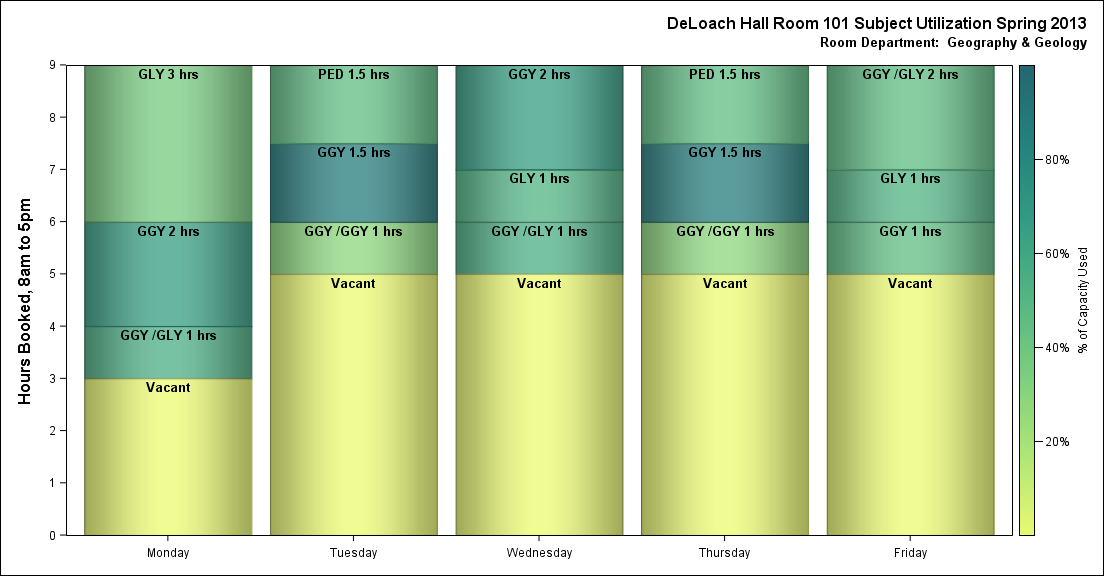 DeLoach Hall Room 101 Subject Utilization Spring 2013
Room Department:  Geography & Geology
Hours Booked, 8am to 5pm
9
8
7
6
5
4
3
2
1
0
GLY 3 hrs
GGY 2 hrs
GGY /GLY 1 hrs
Vacant
Monday
PED 1.5 hrs
GGY 1.5 hrs
GGY /GGY 1 hrs
Vacant
Tuesday
GGY 2 hrs
GLY 1 hrs
GGY /GLY 1 hrs
Vacant
Wednesday
PED 1.5 hrs
GGY 1.5 hrs
GGY /GGY 1 hrs
Vacant
Thursday
GGY /GLY 2 hrs
GLY 1 hrs
GGY 1 hrs
Vacant
Friday
80%
60%
40%
20%
% of Capacity Used